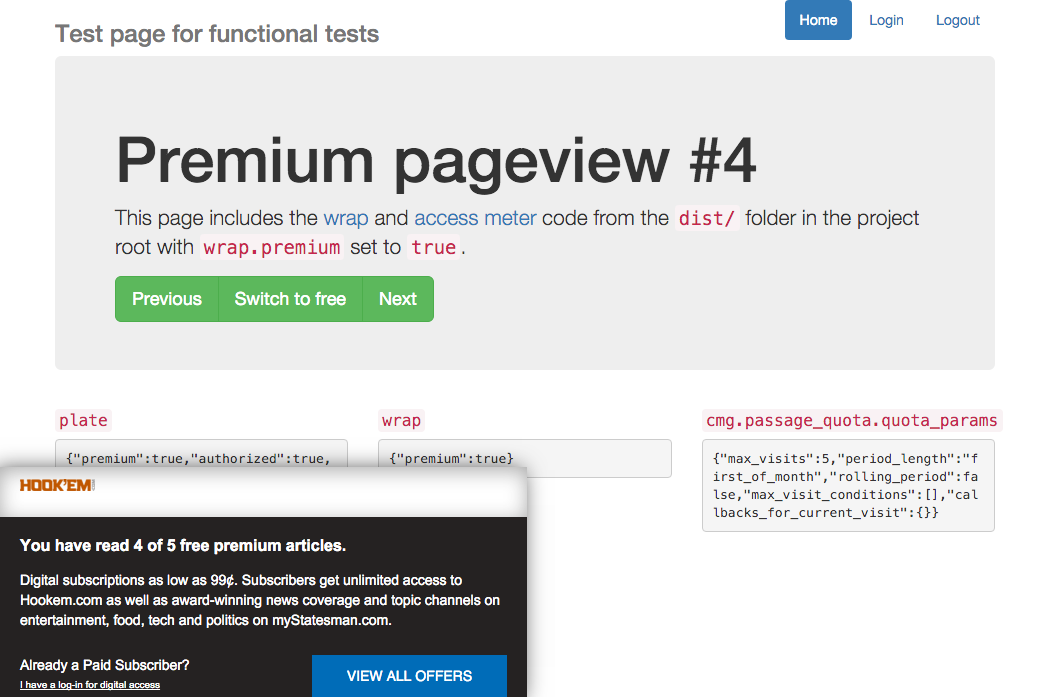 Test page for functional tests
Home Login Logout
Premium pageview #4
This page includes the wrap and access meter code from the dist/ folder in the project
root with wrap.premium set to true.
Previous Switch to free Next
plate
{"premium":true,"authorized":true,
wrap
{"premium":true}
cmg.passage_quota.quota_params
{"max_visits":5,"period_length":"f
irst_of_month","rolling_period":fa
lse,"max_visit_conditions":[],"cal
lbacks_for_current_visit":{}}
HOOK'EM
You have read 4 of 5 free premium articles.
Digital subscriptions as low as 99¢. Subscribers get unlimited access to
Hookem.com as well as award-winning news coverage and topic channels on
entertainment, food, tech and politics on myStatesman.com.
Already a Paid Subscriber?
I have a log-in for digital access
VIEW ALL OFFERS